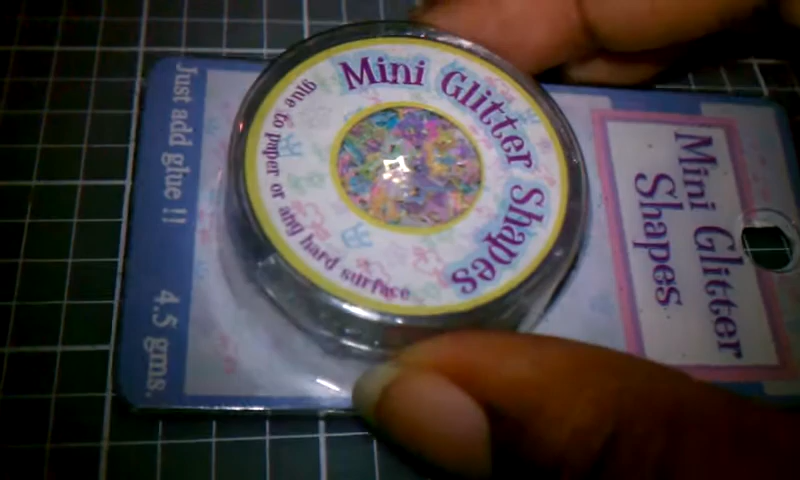 Mini Glitter Shapes
glue to paper or any hard surface
Mini Glitter
Shapes
Just add glue !! 4.5 gms.